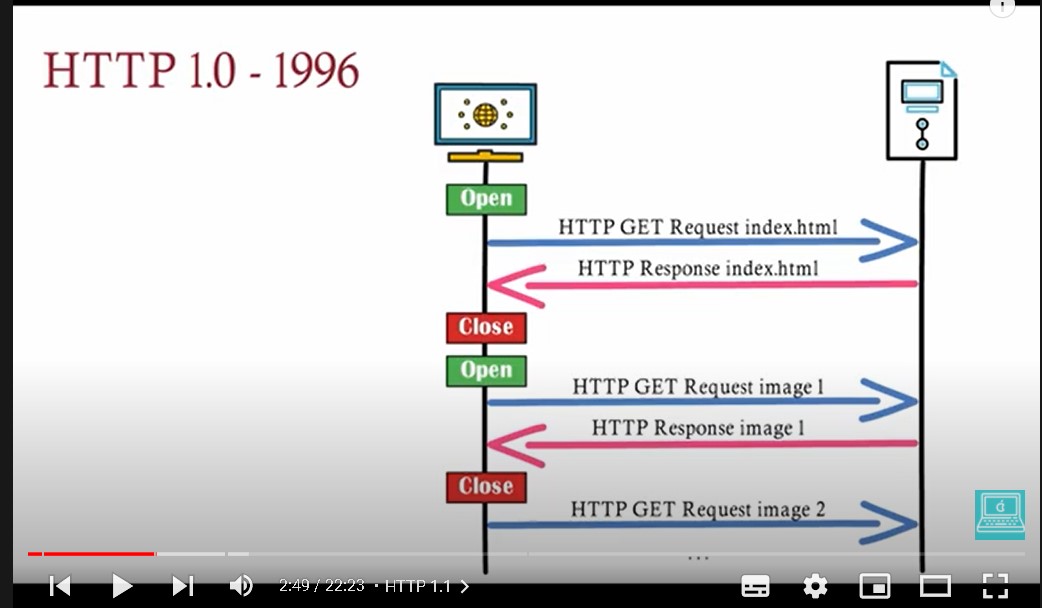 HTTP 1.0 - 1996
Open
HTTP GET Request index.html
HTTP Response index.html
Close
Open
HTTP GET Request image 1
HTTP Response image 1
Close
HTTP GET Request image 2
...
2:49 / 22:23 • HTTP 1.1 >